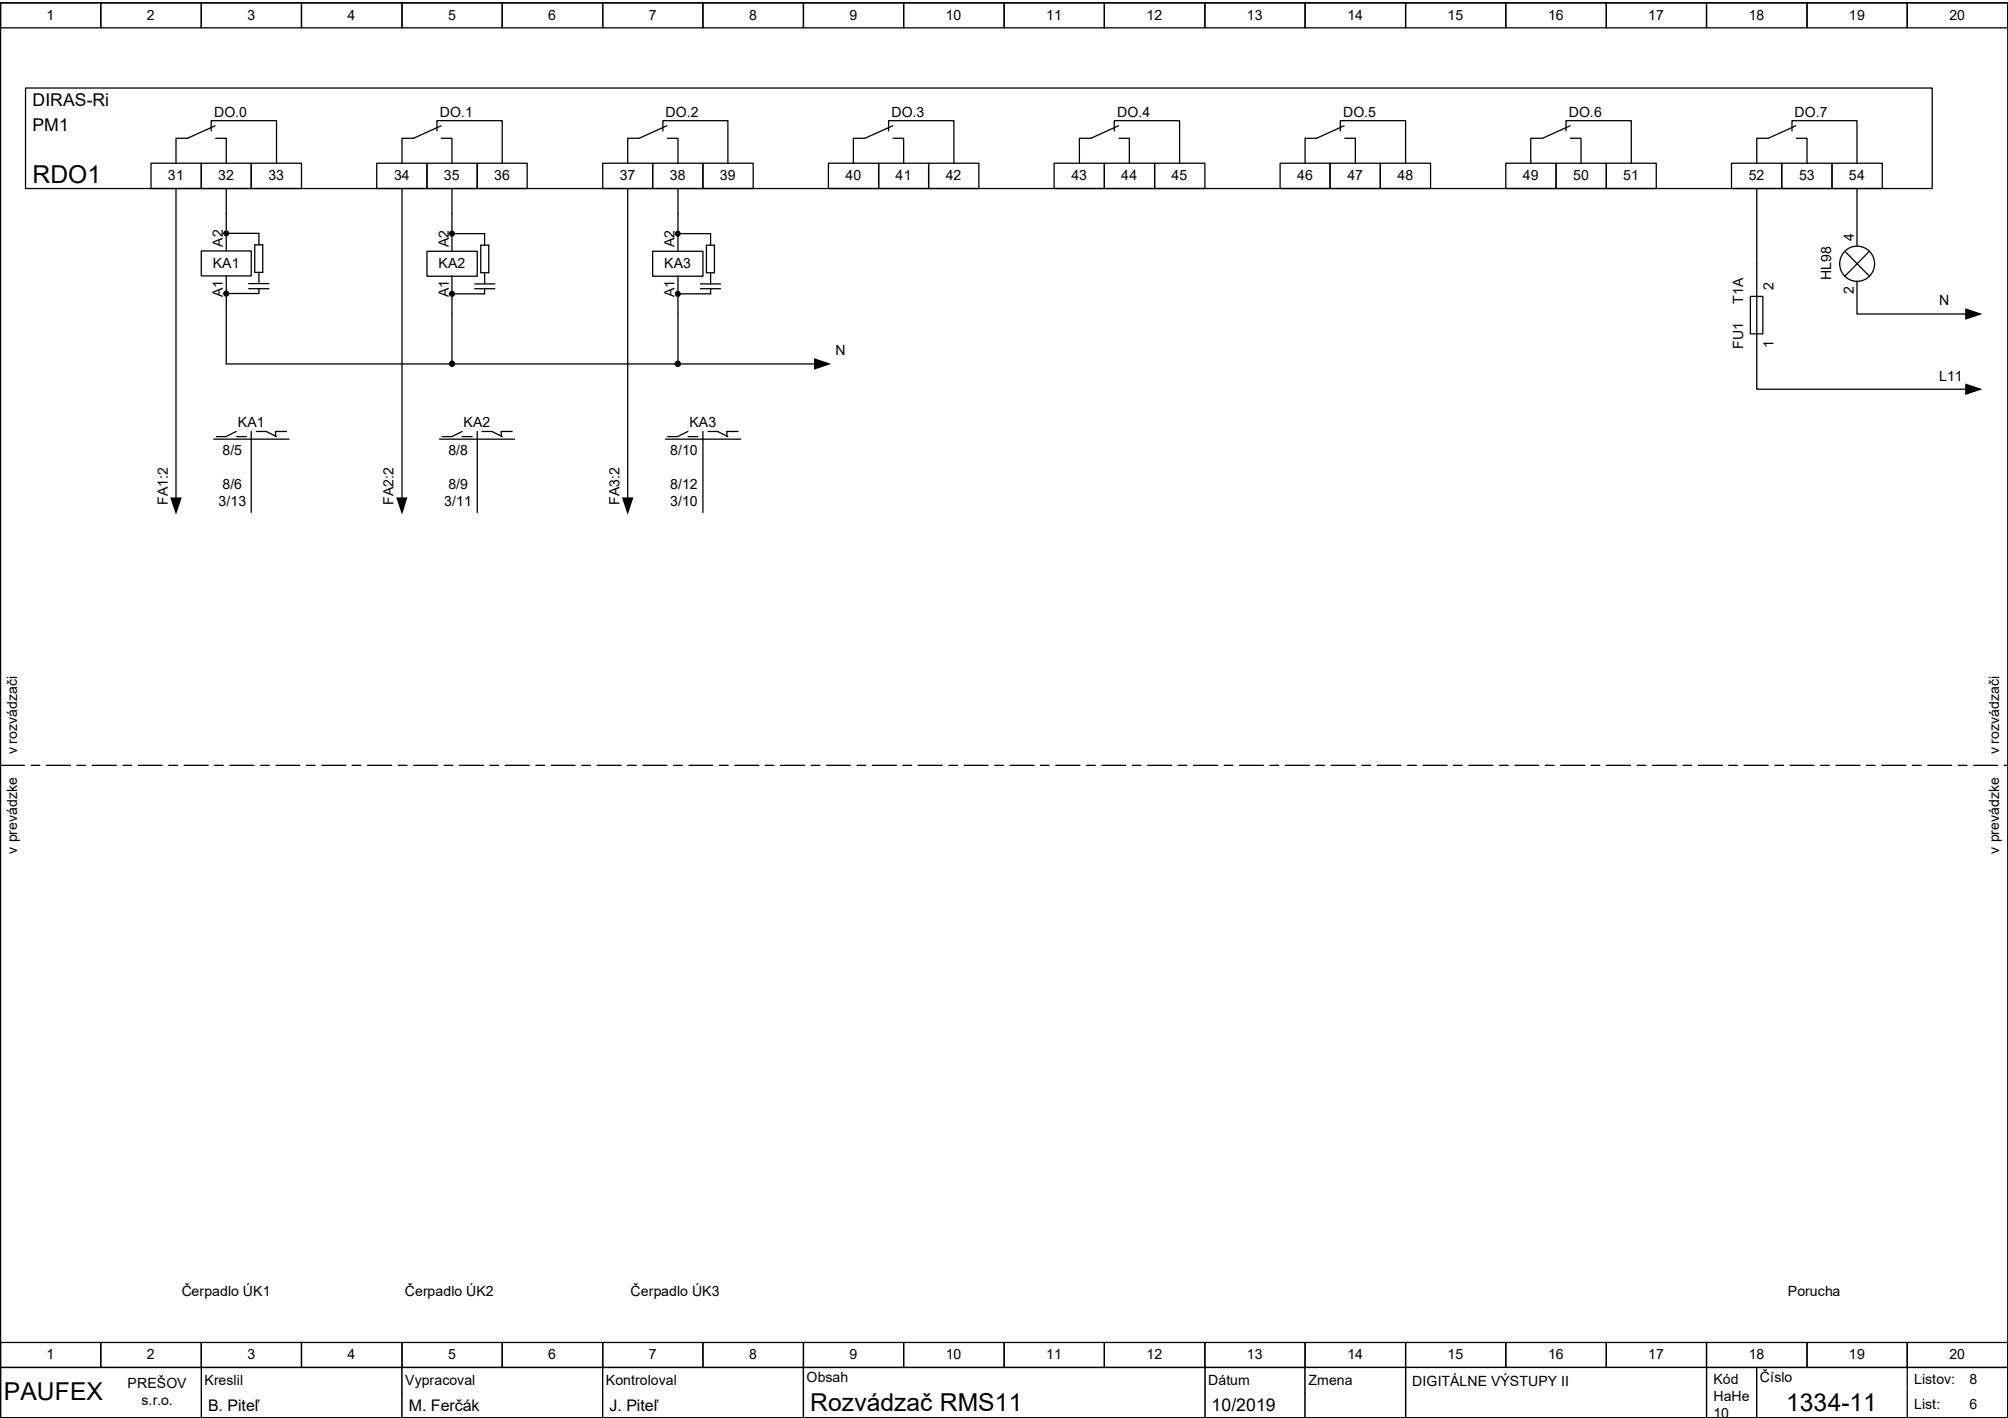 1 2 3 4 5 6 7 8 9 10 11 12 13 14 15 16 17 18 19 20
DIRAS-Ri
PM1
RDO1
DO.0 DO.1 DO.2 DO.3 DO.4 DO.5 DO.6 DO.7
31 32 33 34 35 36 37 38 39 40 41 42 43 44 45 46 47 48 49 50 51 52 53 54
A2 A2 A2
KA1 KA2 KA3
A1 A1 A1
HL98 4 2
FU1 T1A 2 1
N
N
L11
KA1 KA2 KA3
8/5 8/8 8/10
FA1:2 FA2:2 FA3:2
8/6 8/9 8/12
3/13 3/11 3/10
v rozvádzači v rozvádzači
v prevádzke v prevádzke
Čerpadlo ÚK1 Čerpadlo ÚK2 Čerpadlo ÚK3 Porucha
1 2 3 4 5 6 7 8 9 10 11 12 13 14 15 16 17 18 19 20
PAUFEX
PREŠOV
s.r.o.
Kreslil
B. Piteľ
Vypracoval
M. Ferčák
Kontroloval
J. Piteľ
Obsah
Rozvádzač RMS11
Dátum
10/2019
Zmena
DIGITÁLNE VÝSTUPY II
Kód
HaHe
10
Číslo
1334-11
Listov: 8
List: 6